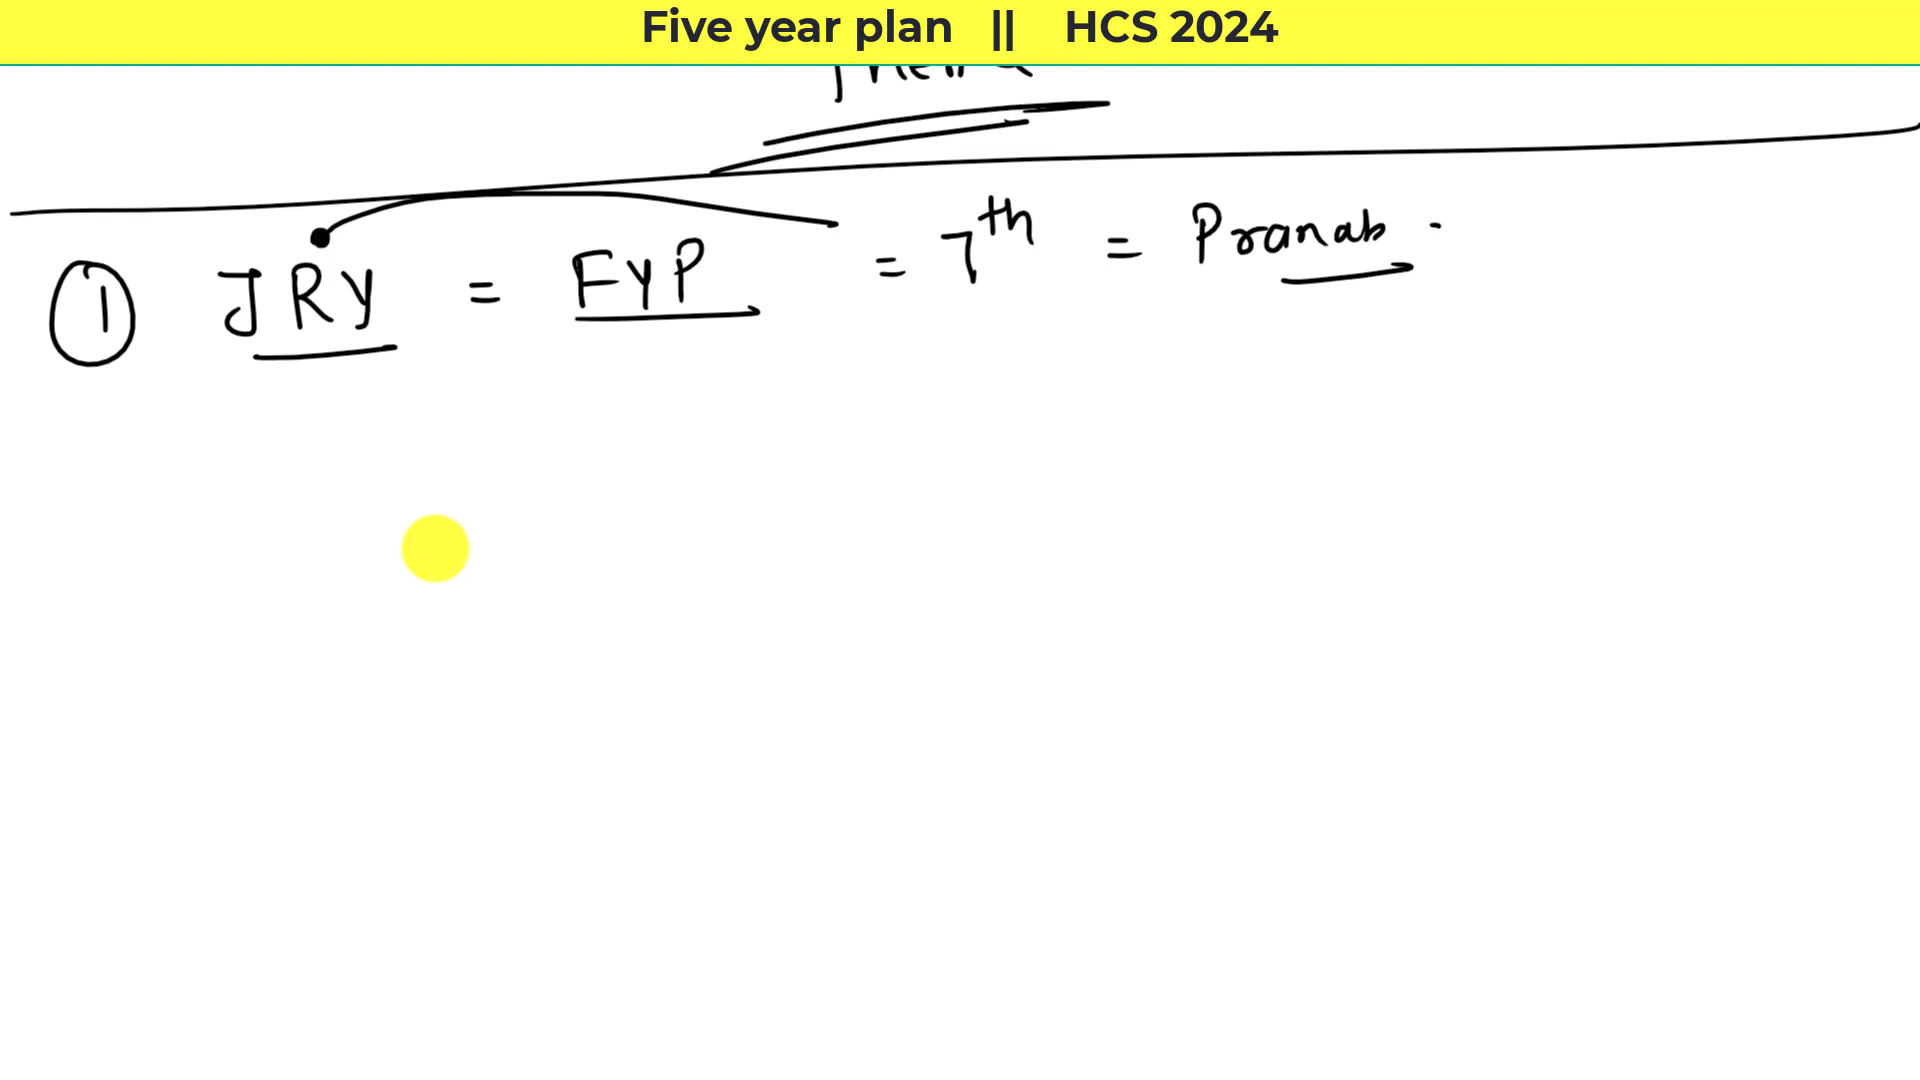 Five year plan || HCS 2024
① JRY = FYP = 7th = Pranab